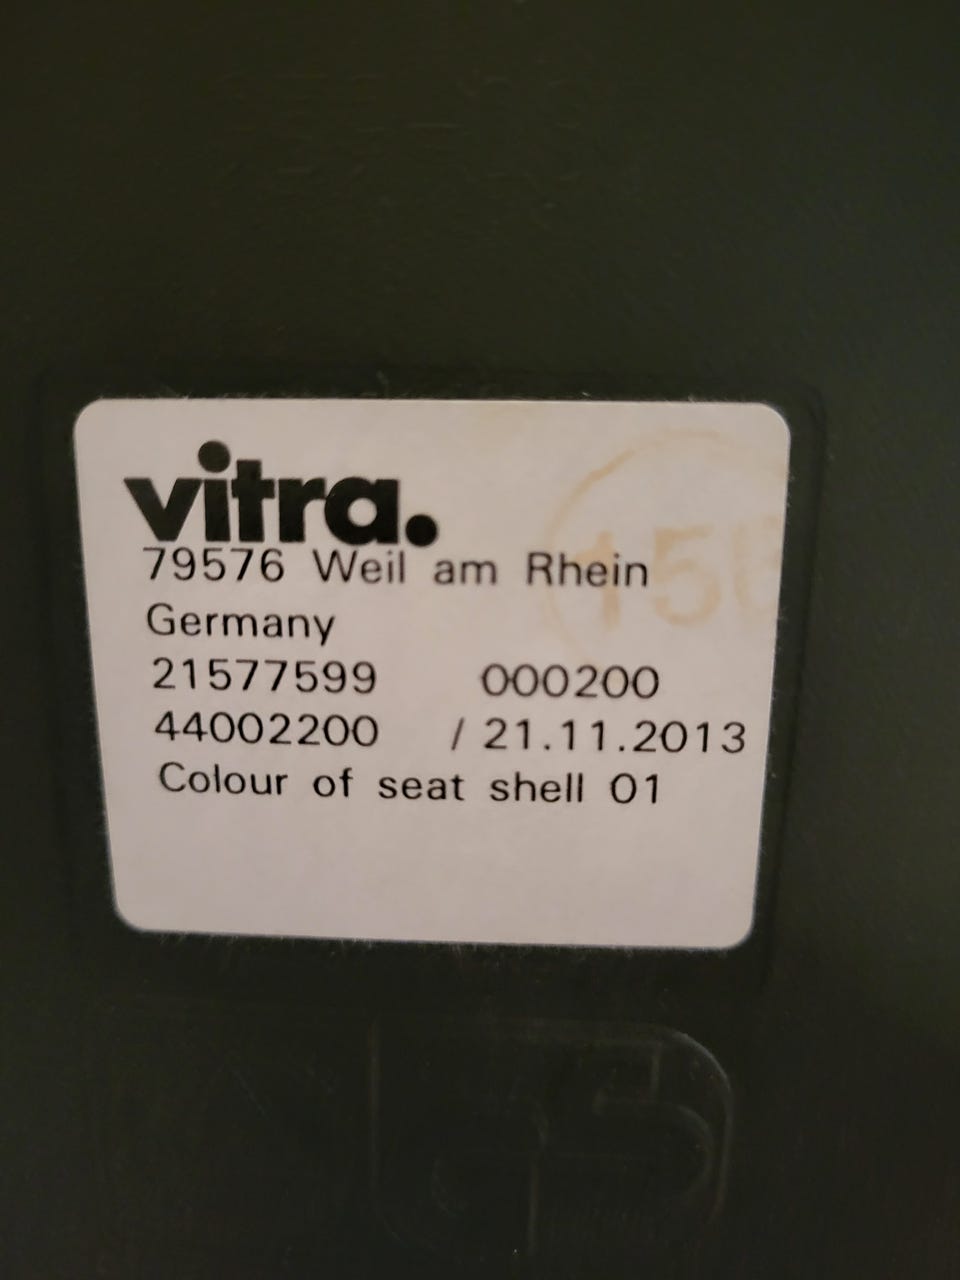 vitra.
79576 Weil am Rhein
Germany
21577599 000200
44002200 / 21.11.2013
Colour of seat shell 01